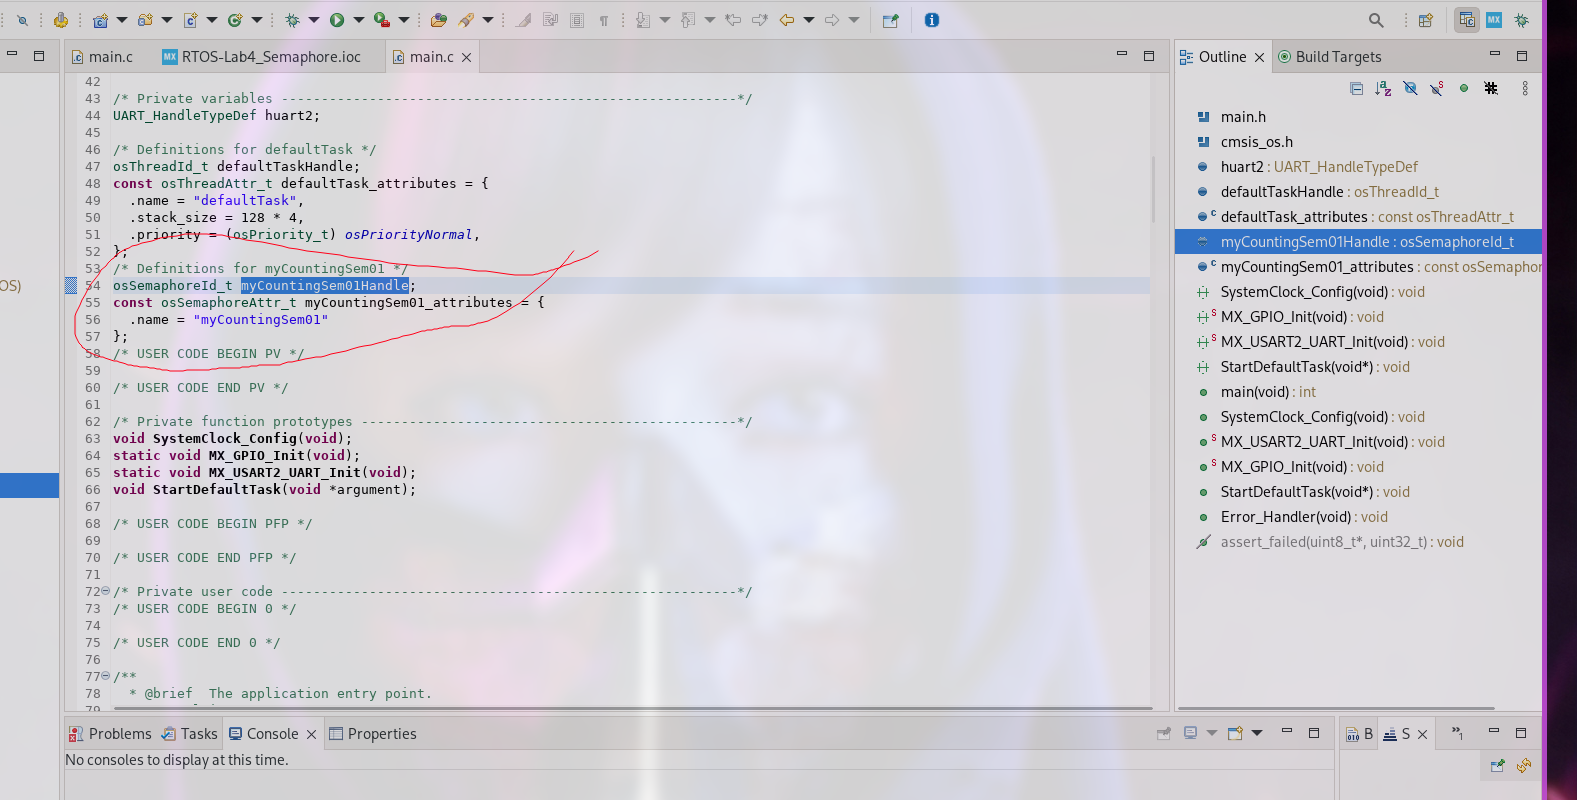 main.c
RTOS-Lab4_Semaphore.ioc
main.c
42
43 /* Private variables ---------------------------------------------------------*/
44 UART_HandleTypeDef huart2;
45
46 /* Definitions for defaultTask */
47 osThreadId_t defaultTaskHandle;
48 const osThreadAttr_t defaultTask_attributes = {
49   .name = "defaultTask",
50   .stack_size = 128 * 4,
51   .priority = (osPriority_t) osPriorityNormal,
52 };
53 /* Definitions for myCountingSem01 */
54 osSemaphoreId_t myCountingSem01Handle;
55 const osSemaphoreAttr_t myCountingSem01_attributes = {
56   .name = "myCountingSem01"
57 };
58 /* USER CODE BEGIN PV */
59
60 /* USER CODE END PV */
61
62 /* Private function prototypes -----------------------------------------------*/
63 void SystemClock_Config(void);
64 static void MX_GPIO_Init(void);
65 static void MX_USART2_UART_Init(void);
66 void StartDefaultTask(void *argument);
67
68 /* USER CODE BEGIN PFP */
69
70 /* USER CODE END PFP */
71
72 /* Private user code ---------------------------------------------------------*/
73 /* USER CODE BEGIN 0 */
74
75 /* USER CODE END 0 */
76
77 /**
78   * @brief  The application entry point.
79
OS)
Outline
Build Targets
main.h
cmsis_os.h
huart2 : UART_HandleTypeDef
defaultTaskHandle : osThreadId_t
defaultTask_attributes : const osThreadAttr_t
myCountingSem01Handle : osSemaphoreId_t
myCountingSem01_attributes : const osSemaphor
SystemClock_Config(void) : void
MX_GPIO_Init(void) : void
MX_USART2_UART_Init(void) : void
StartDefaultTask(void*) : void
main(void) : int
SystemClock_Config(void) : void
MX_USART2_UART_Init(void) : void
MX_GPIO_Init(void) : void
StartDefaultTask(void*) : void
Error_Handler(void) : void
assert_failed(uint8_t*, uint32_t) : void
Problems
Tasks
Console
Properties
No consoles to display at this time.
B
S